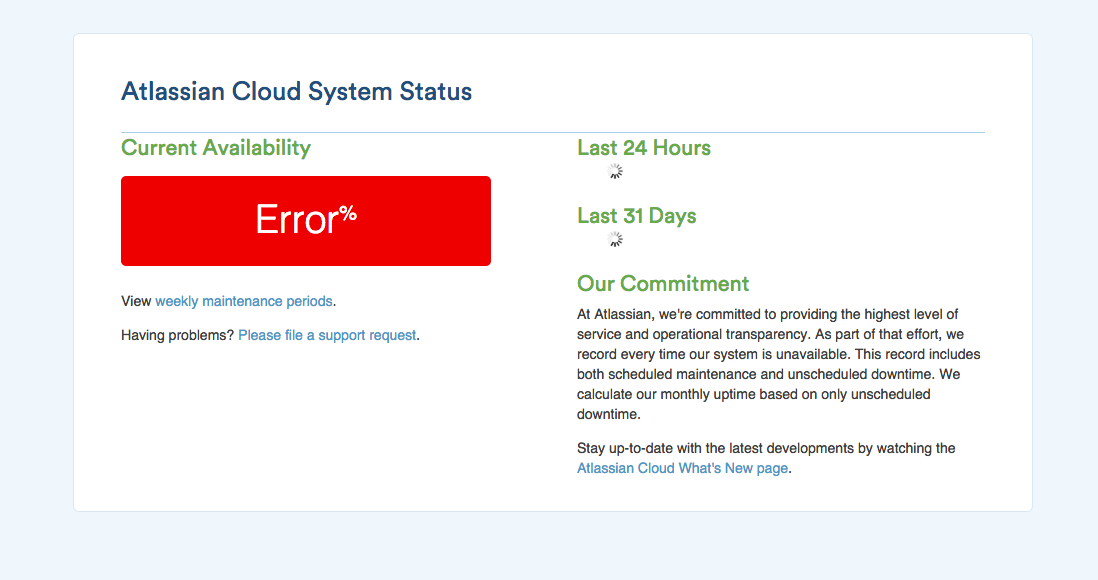 Atlassian Cloud System Status
Current Availability
Error%
View weekly maintenance periods.
Having problems? Please file a support request.
Last 24 Hours
Last 31 Days
Our Commitment
At Atlassian, we're committed to providing the highest level of
service and operational transparency. As part of that effort, we
record every time our system is unavailable. This record includes
both scheduled maintenance and unscheduled downtime. We
calculate our monthly uptime based on only unscheduled
downtime.
Stay up-to-date with the latest developments by watching the
Atlassian Cloud What's New page.